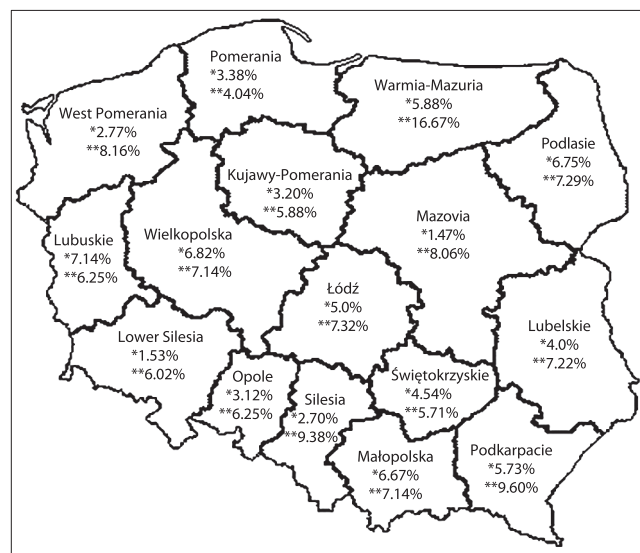 Pomerania
*3.38%
**4.04%
Warmia-Mazuria
*5.88%
**16.67%
West Pomerania
*2.77%
**8.16%
Podlasie
*6.75%
**7.29%
Kujawy-Pomerania
*3.20%
**5.88%
Mazovia
*1.47%
**8.06%
Wielkopolska
*6.82%
**7.14%
Lubuskie
*7.14%
**6.25%
Łódź
*5.0%
**7.32%
Lubelskie
*4.0%
**7.22%
Lower Silesia
*1.53%
**6.02%
Opole
*3.12%
**6.25%
Silesia
*2.70%
**9.38%
Świętokrzyskie
*4.54%
**5.71%
Małopolska
*6.67%
**7.14%
Podkarpacie
*5.73%
**9.60%